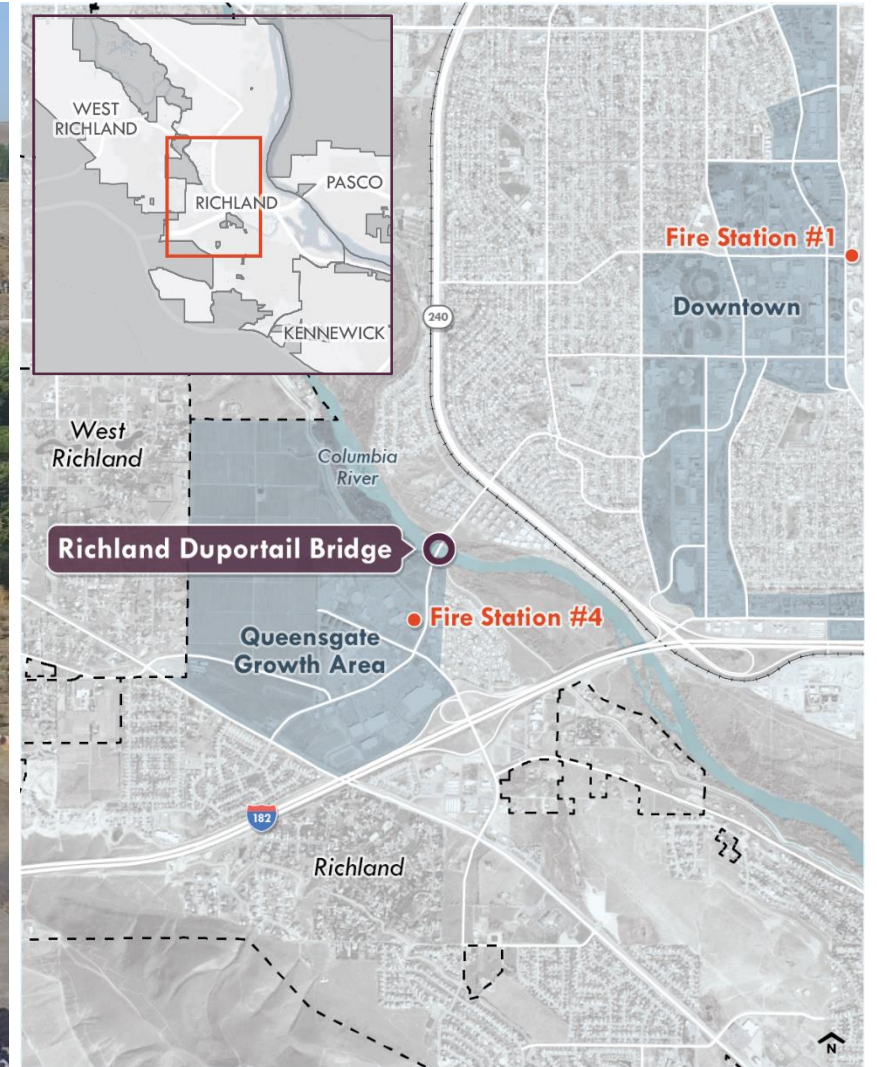 WEST
RICHLAND
PASCO
RICHLAND
KENNEWICK
Fire Station #1
Downtown
240
West
Richland
Columbia
River
Richland Duportail Bridge
Fire Station #4
Queensgate
Growth Area
182
Richland
N